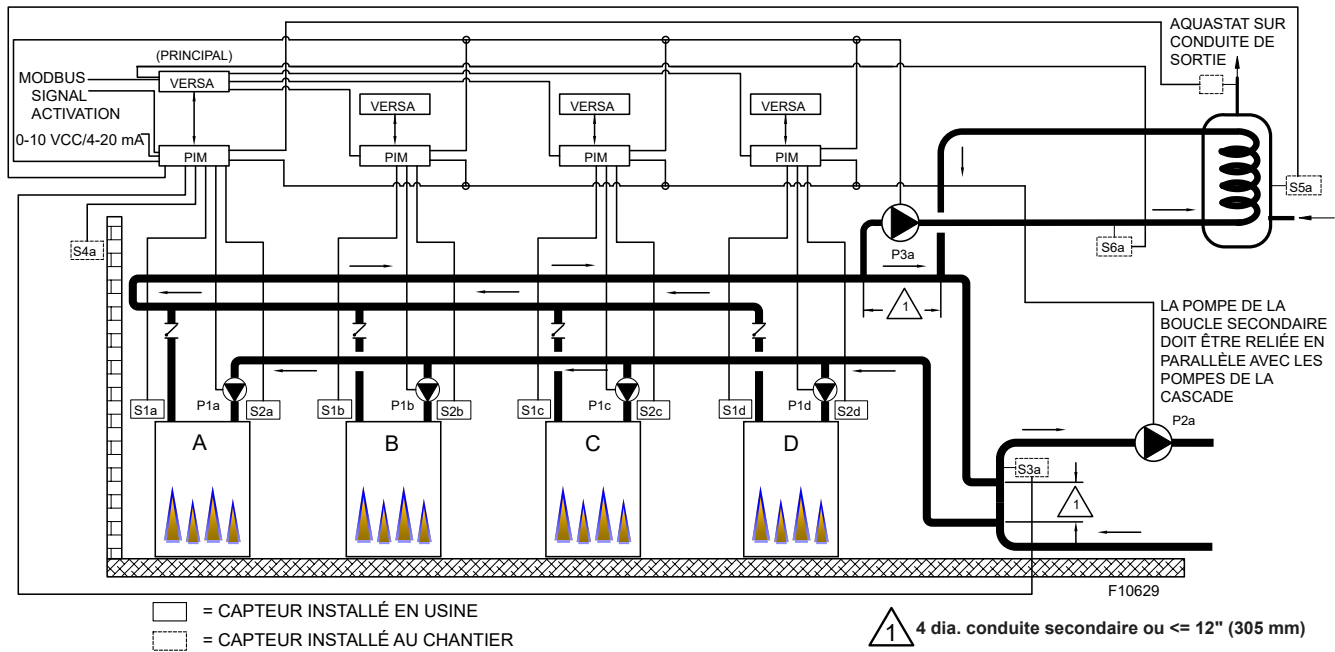 AQUASTAT SUR
CONDUITE DE
SORTIE
(PRINCIPAL)
MODBUS
SIGNAL
ACTIVATION
0-10 VCC/4-20 mA
VERSA
VERSA
VERSA
VERSA
PIM
PIM
PIM
PIM
S5a
S4a
P3a
S6a
1
LA POMPE DE LA
BOUCLE SECONDAIRE
DOIT ÊTRE RELIÉE EN
PARALLÈLE AVEC LES
POMPES DE LA
CASCADE
S1a
P1a
S2a
S1b
P1b
S2b
S1c
P1c
S2c
S1d
P1d
S2d
P2a
A
B
C
D
S3a
1
F10629
= CAPTEUR INSTALLÉ EN USINE
= CAPTEUR INSTALLÉ AU CHANTIER
1 4 dia. conduite secondaire ou <= 12" (305 mm)